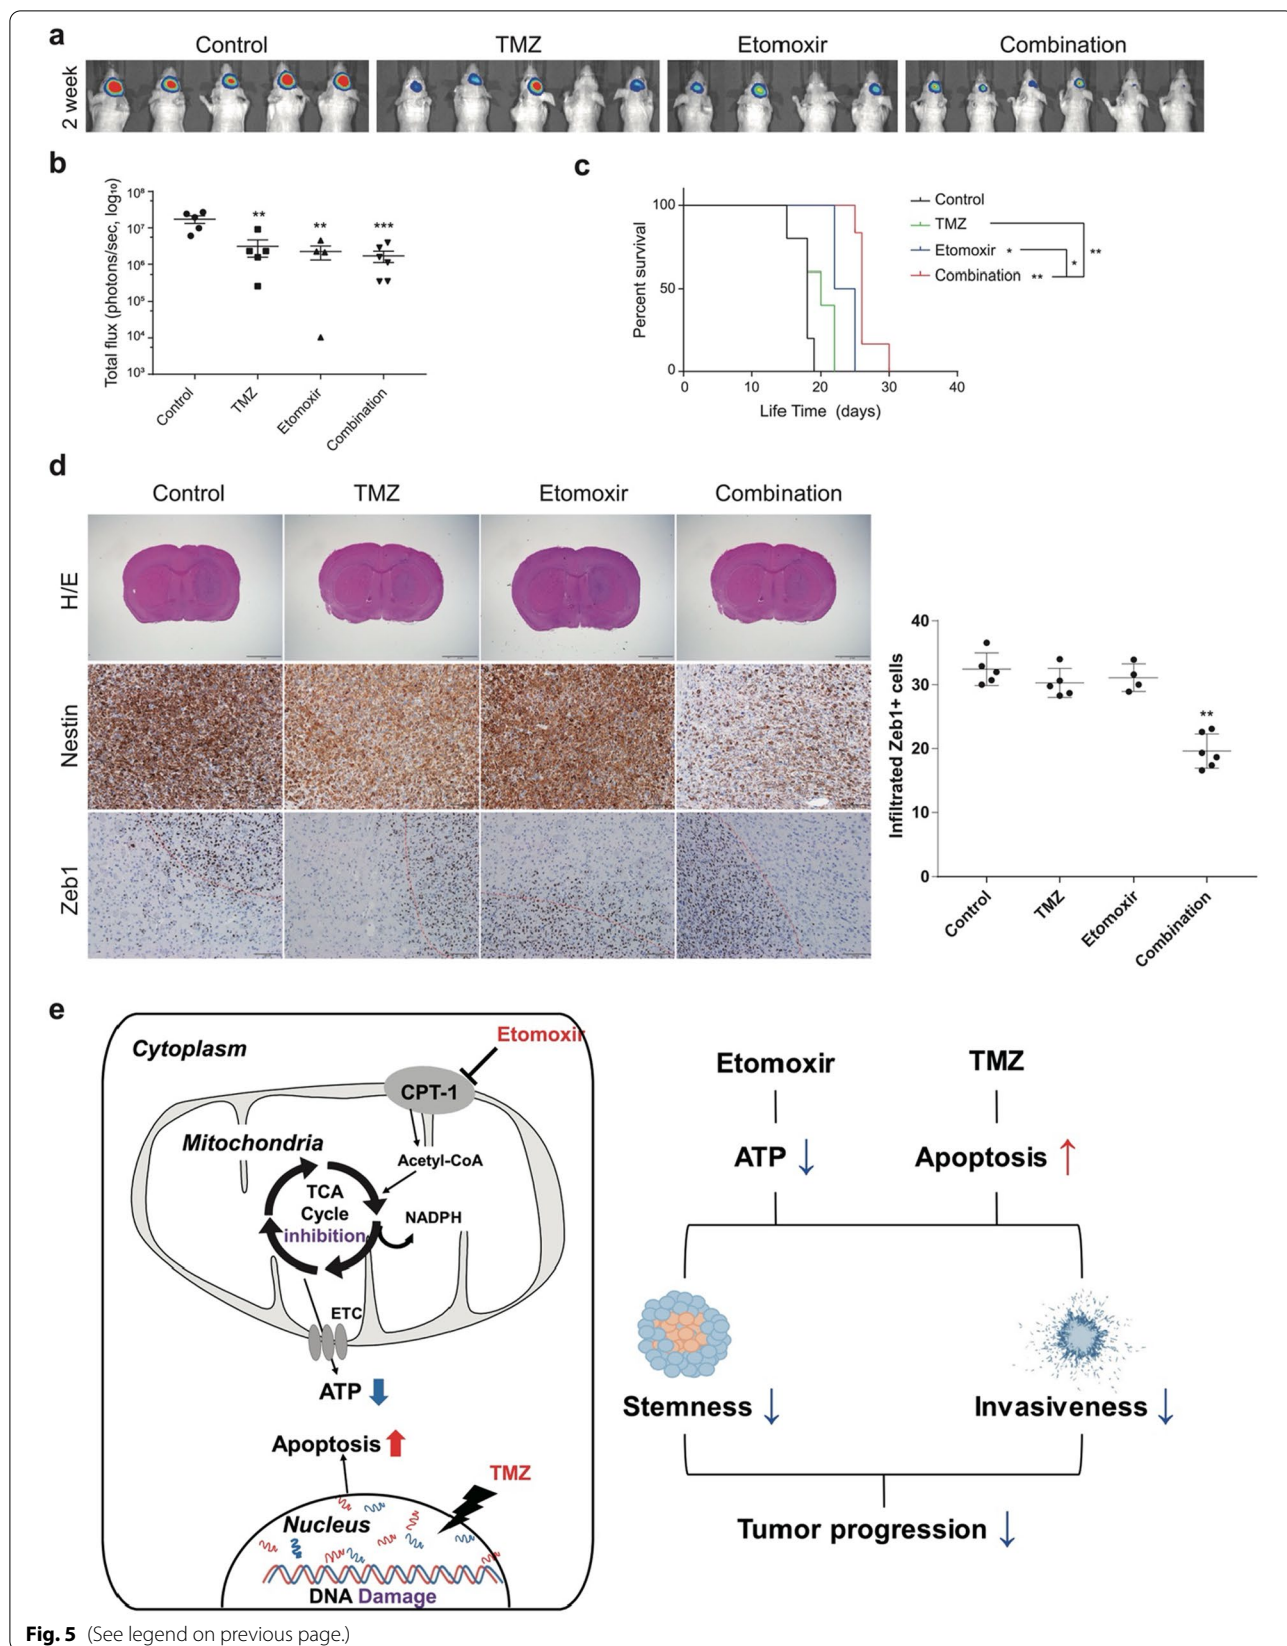 a
Control TMZ Etomoxir Combination
2 week
b
Total flux (photons/sec, log₁₀)
10⁸
10⁷
10⁶
10⁵
10⁴
10³
** ** ***
Control TMZ Etomoxir Combination
c
Percent survival
100
50
0
0 10 20 30 40
Life Time (days)
Control
TMZ
Etomoxir *
Combination **
* **
d
Control TMZ Etomoxir Combination
H/E
Nestin
Zeb1
Infiltrated Zeb1+ cells
40
30
20
10
0
**
Control TMZ Etomoxir Combination
e
Cytoplasm
Etomoxir
CPT-1
Mitochondria
Acetyl-CoA
TCA
Cycle
inhibition
NADPH
ETC
ATP
Apoptosis
TMZ
Nucleus
DNA Damage
Etomoxir TMZ
ATP ↓ Apoptosis ↑
Stemness ↓ Invasiveness ↓
Tumor progression ↓
Fig. 5 (See legend on previous page.)